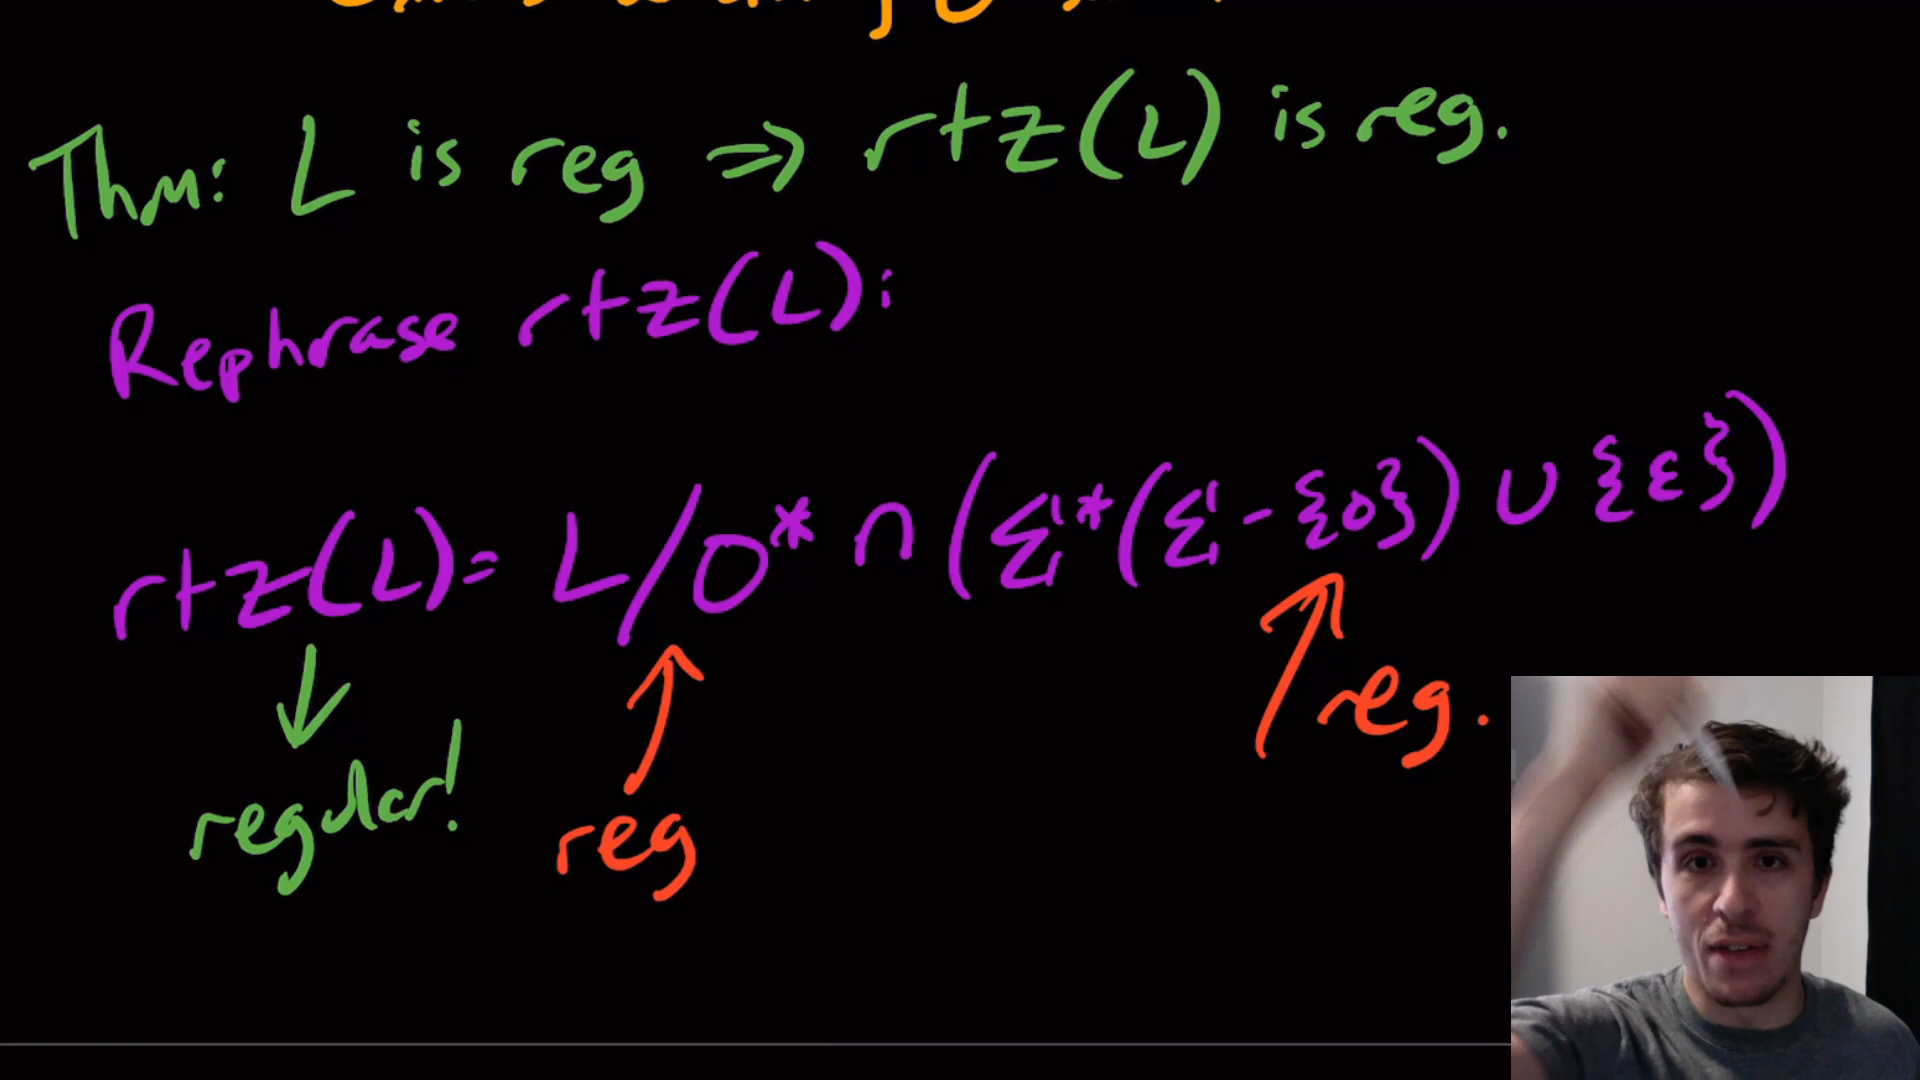 Thm: L is reg ⇒ rtz(L) is reg.
Rephrase rtz(L):
rtz(L) = L/0* ∩ (Σ*(Σ - {0}) ∪ {ε})
regular!
reg
reg.